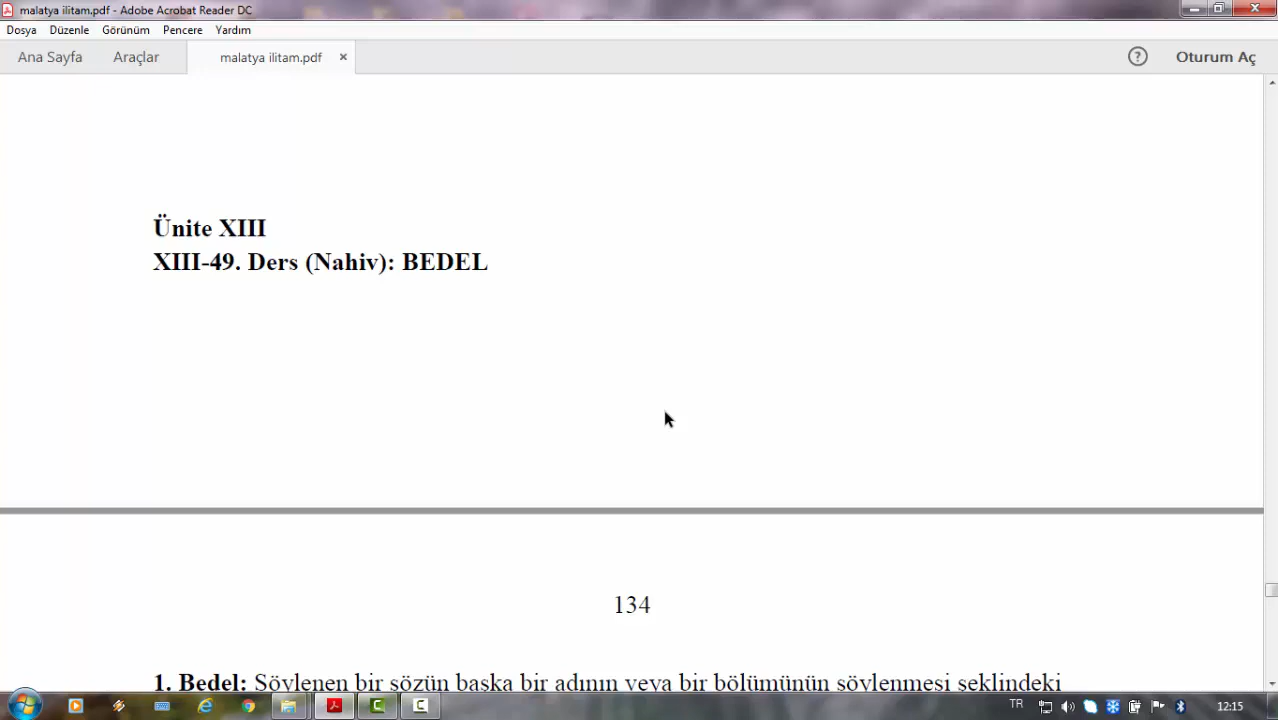 malatya ilitam.pdf - Adobe Acrobat Reader DC
Dosya Düzenle Görünüm Pencere Yardım
Ana Sayfa Araçlar malatya ilitam.pdf × ? Oturum Aç
Ünite XIII
XIII-49. Ders (Nahiv): BEDEL
134
1. Bedel: Söylenen bir sözün başka bir adının veya bir bölümünün söylenmesi şeklindeki
TR 12:15